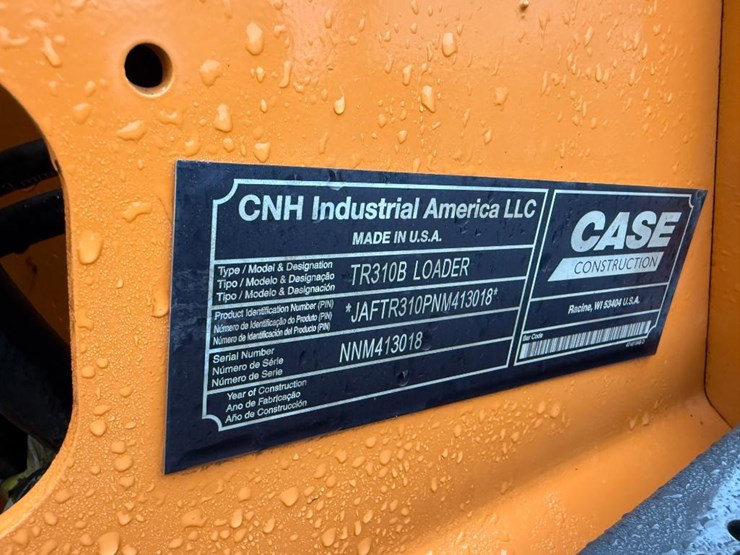 CNH Industrial America LLC
MADE IN U.S.A.
Type / Model & Designation
Tipo / Modelo & Designação
Tipo / Modelo & Designación
TR310B LOADER
Product Identification Number (PIN)
Número de Identificação do Produto (PIN)
Número de Identificación del Producto (PIN)
*JAFTR310PNM413018*
Serial Number
Número de Série
Número de Serie
NNM413018
Year of Construction
Ano de Fabricação
Año de Construcción
CASE
CONSTRUCTION
Racine, WI 53404 U.S.A.
Bar Code